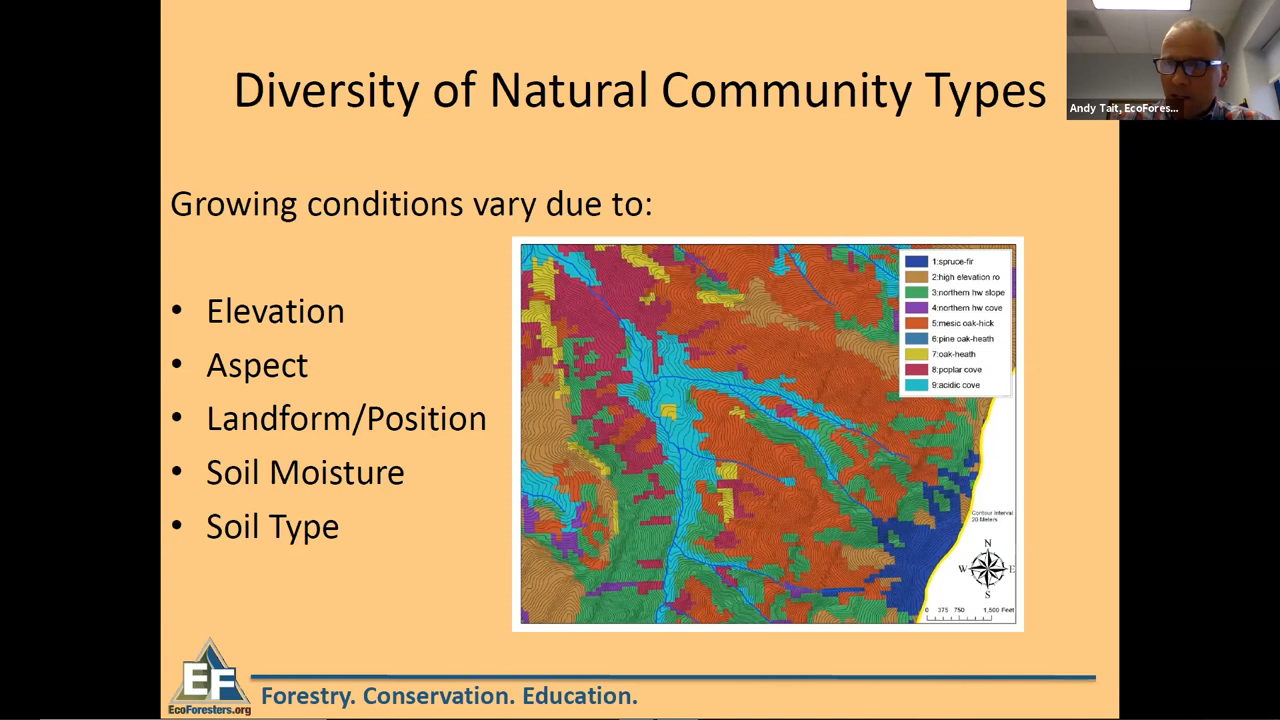 Diversity of Natural Community Types
Andy Tait, EcoFores...
Growing conditions vary due to:
• Elevation
• Aspect
• Landform/Position
• Soil Moisture
• Soil Type
1:spruce-fir
2:high elevation ro
3:northern hw slope
4:northern hw cove
5:mesic oak-hick
6:pine oak-heath
7:oak-heath
8:poplar cove
9:acidic cove
Contour Interval
20 Meters
N
W E
S
0 375 750 1,500 Feet
EF
EcoForesters.org
Forestry. Conservation. Education.